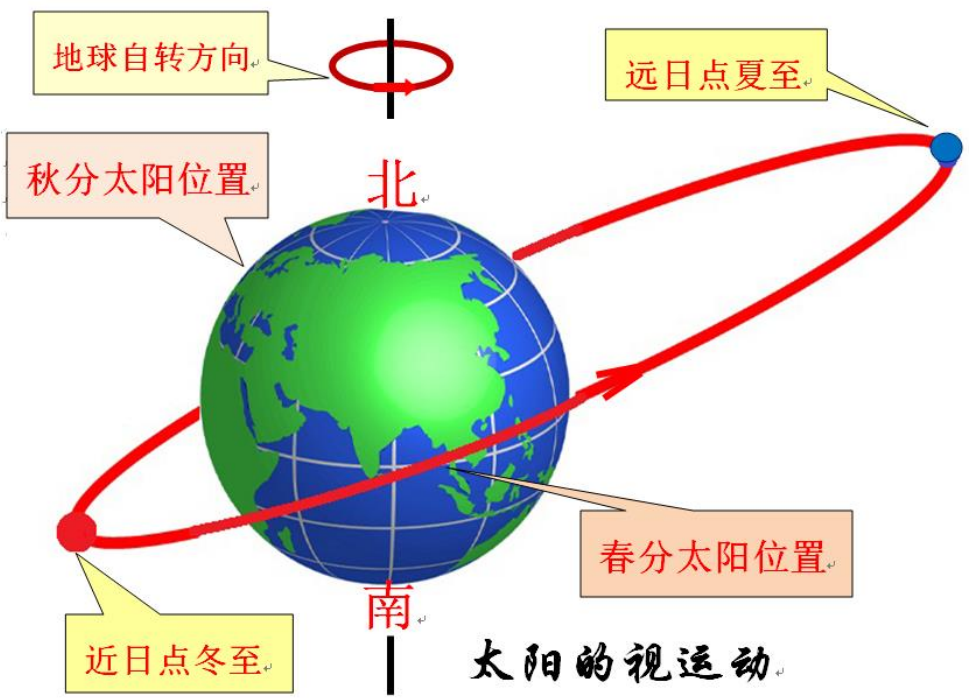 地球自转方向
远日点夏至
秋分太阳位置
北
春分太阳位置
南
近日点冬至
太阳的视运动